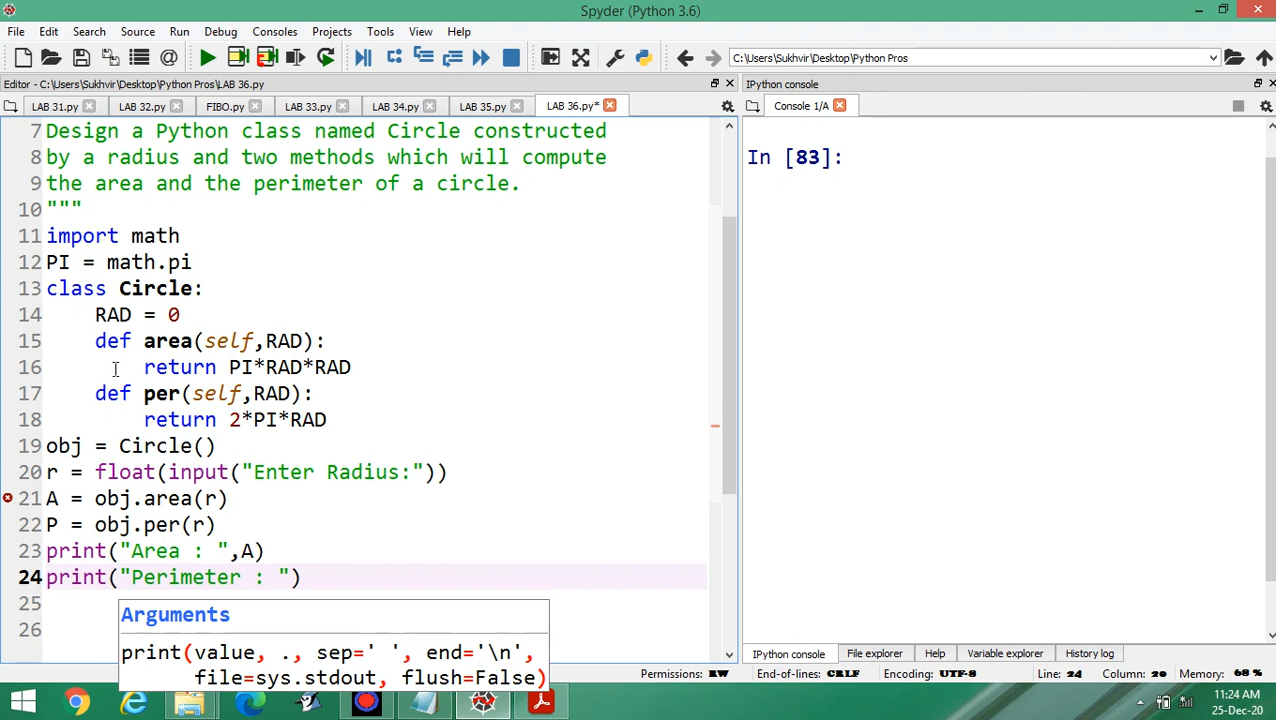 Spyder (Python 3.6)
File Edit Search Source Run Debug Consoles Projects Tools View Help
C:\Users\Sukhvir\Desktop\Python Pros
Editor - C:\Users\Sukhvir\Desktop\Python Pros\LAB 36.py
IPython console
LAB 31.py LAB 32.py FIBO.py LAB 33.py LAB 34.py LAB 35.py LAB 36.py*
Console 1/A
7 Design a Python class named Circle constructed
8 by a radius and two methods which will compute
9 the area and the perimeter of a circle.
10 """
11 import math
12 PI = math.pi
13 class Circle:
14     RAD = 0
15     def area(self,RAD):
16         return PI*RAD*RAD
17     def per(self,RAD):
18         return 2*PI*RAD
19 obj = Circle()
20 r = float(input("Enter Radius:"))
21 A = obj.area(r)
22 P = obj.per(r)
23 print("Area : ",A)
24 print("Perimeter : ")
25
26
Arguments
print(value, ., sep=' ', end='\n',
file=sys.stdout, flush=False)
In [83]:
IPython console File explorer Help Variable explorer History log
Permissions: RW End-of-lines: CRLF Encoding: UTF-8 Line: 24 Column: 20 Memory: 68 %
11:24 AM
25-Dec-20